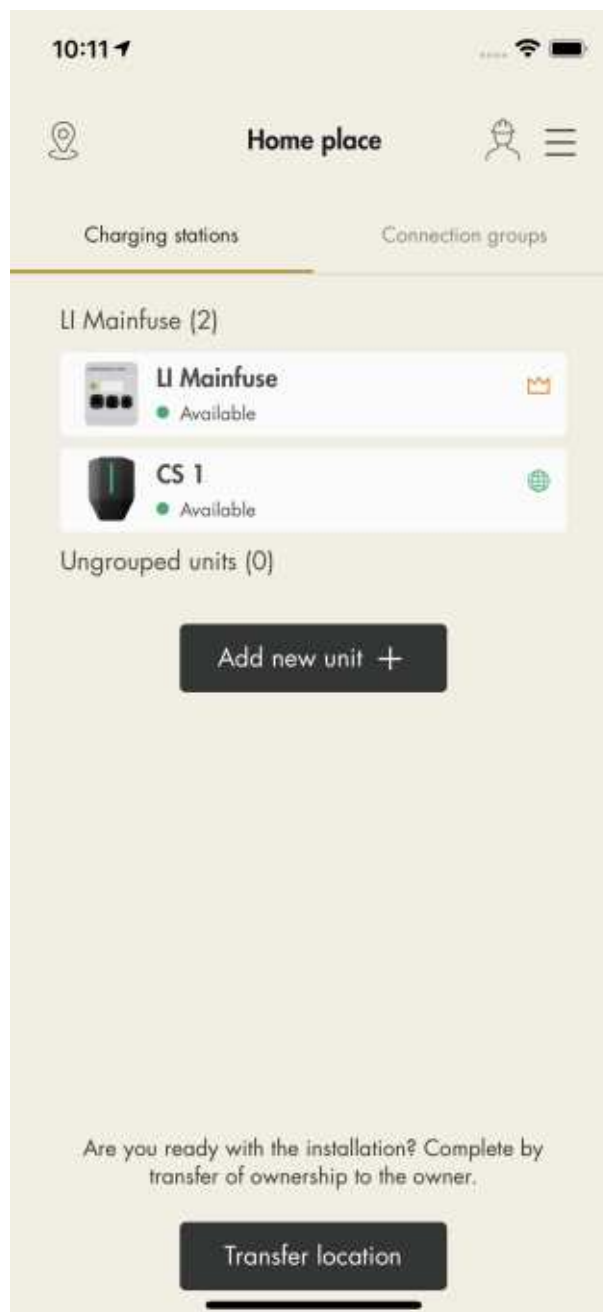 10:11
Home place
Charging stations
Connection groups
LI Mainfuse (2)
LI Mainfuse
Available
CS 1
Available
Ungrouped units (0)
Add new unit +
Are you ready with the installation? Complete by
transfer of ownership to the owner.
Transfer location